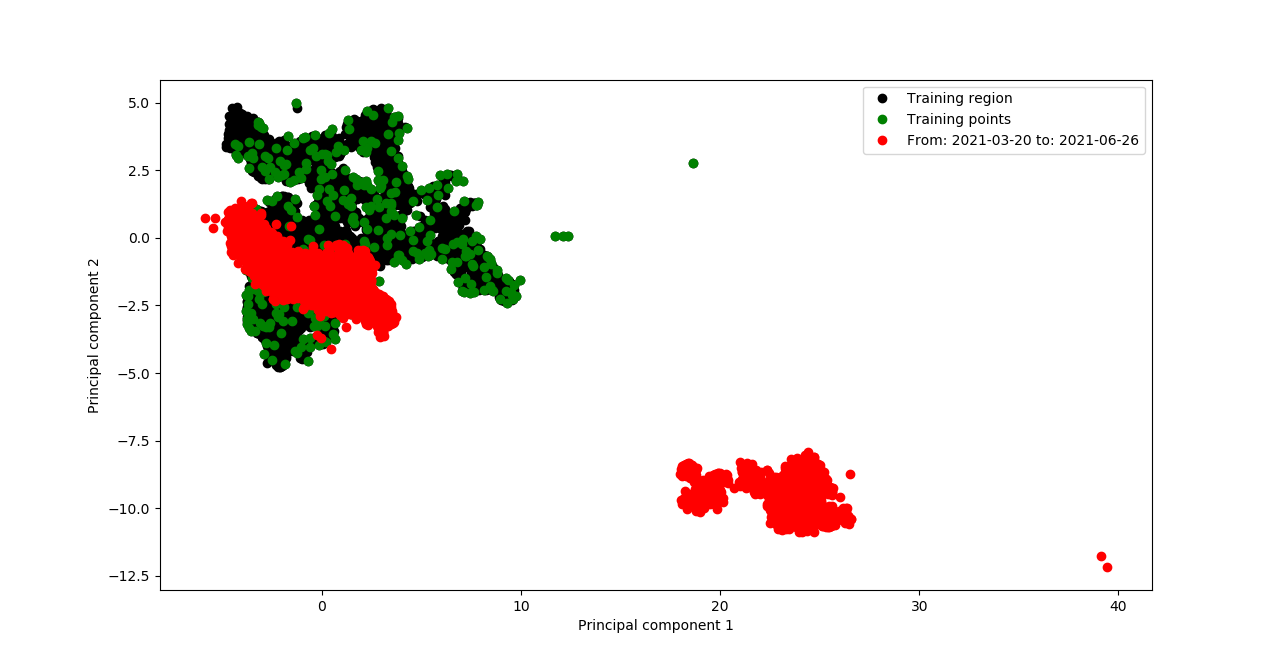 Training region
Training points
From: 2021-03-20 to: 2021-06-26
5.0
2.5
0.0
−2.5
−5.0
−7.5
−10.0
−12.5
Principal component 2
0
10
20
30
40
Principal component 1